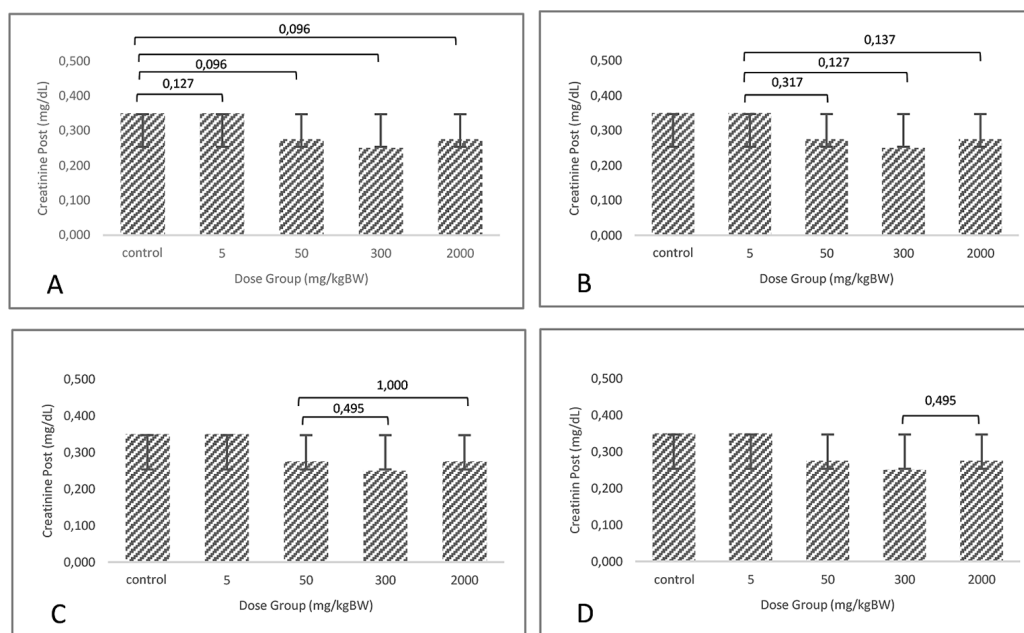 0,096
0,096
0,127
0,500
0,400
0,300
0,200
0,100
0,000
Creatinine Post (mg/dL)
control 5 50 300 2000
Dose Group (mg/kgBW)
A
0,137
0,127
0,317
0,500
0,400
0,300
0,200
0,100
0,000
Creatinine Post (mg/dL)
control 5 50 300 2000
Dose Group (mg/kgBW)
B
1,000
0,495
0,500
0,400
0,300
0,200
0,100
0,000
Creatinine Post (mg/dL)
control 5 50 300 2000
Dose Group (mg/kgBW)
C
0,495
0,500
0,400
0,300
0,200
0,100
0,000
Creatinin Post (mg/dL)
control 5 50 300 2000
Dose Group (mg/kgBW)
D